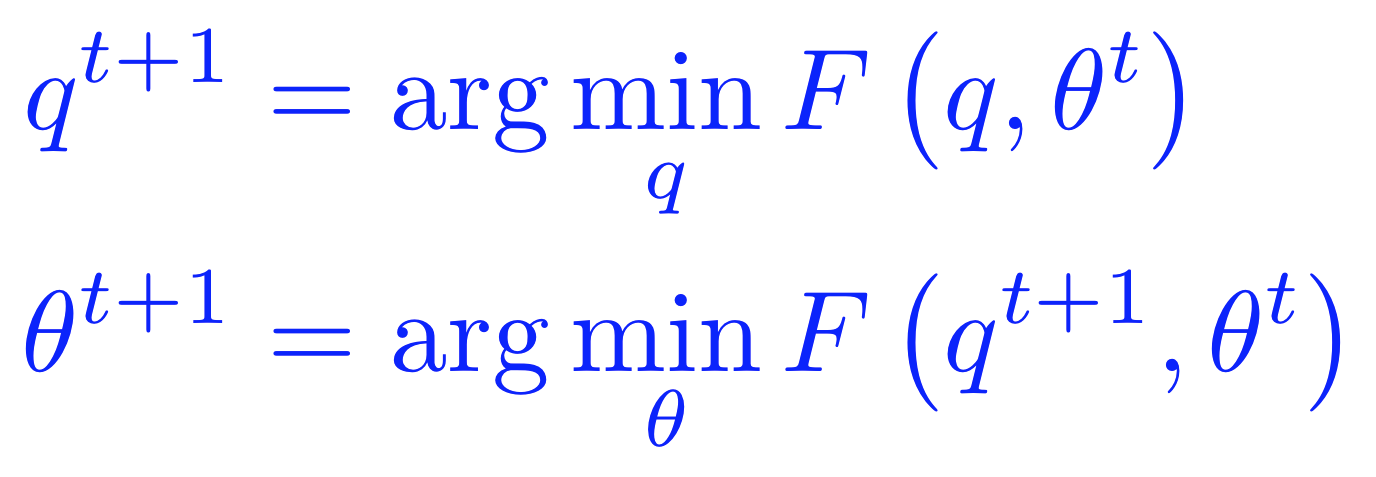 q^{t+1} = arg min_q F (q, θ^t)
θ^{t+1} = arg min_θ F (q^{t+1}, θ^t)